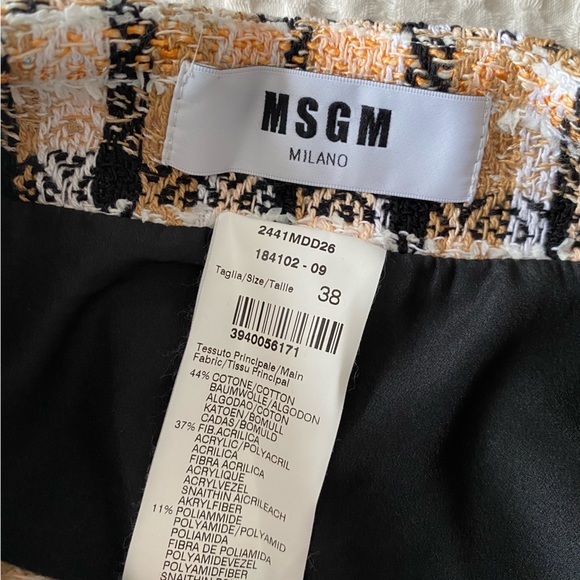 MSGM
MILANO
2441MDD26
184102 - 09
Taglia/Size/Taille 38
3940056171
Tessuto Principale/Main
Fabric/Tissu Principal
44% COTONE/COTTON
BAUMWOLLE/ALGODON
ALGODAO/COTON
KATOEN/BOMULL
CADAS/BOMULD
37% FIB.ACRILICA
ACRYLIC/POLYACRIL
ACRILICA
FIBRA ACRILICA
ACRYLIQUE
ACRYLVEZEL
SNAITHIN AICRILEACH
AKRYLFIBER
11% POLIAMMIDE
POLYAMIDE/POLYAMID
POLIAMIDA
FIBRA DE POLIAMIDA
POLYAMIDE
POLYAMIDEVEZEL
POLYAMIDFIBER
SNAITHIN